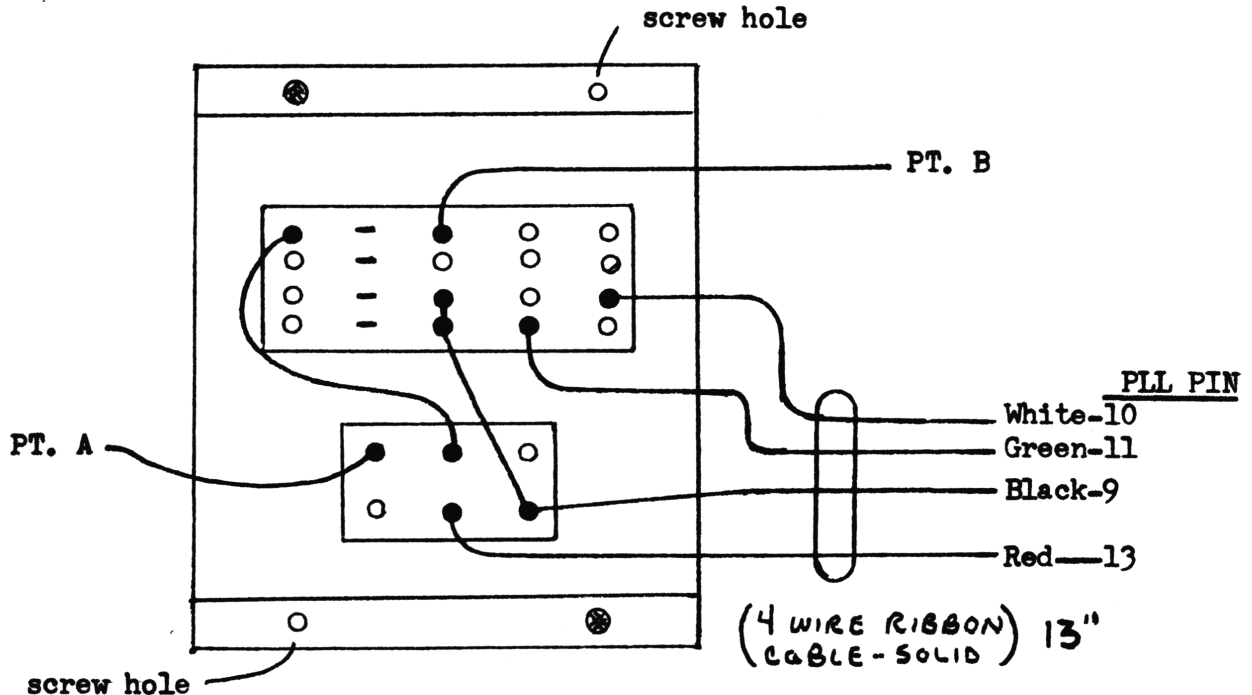 screw hole
PT. B
PLL PIN
White-10
PT. A
Green-11
Black-9
Red—13
(4 WIRE RIBBON) 13"
CABLE-SOLID
screw hole